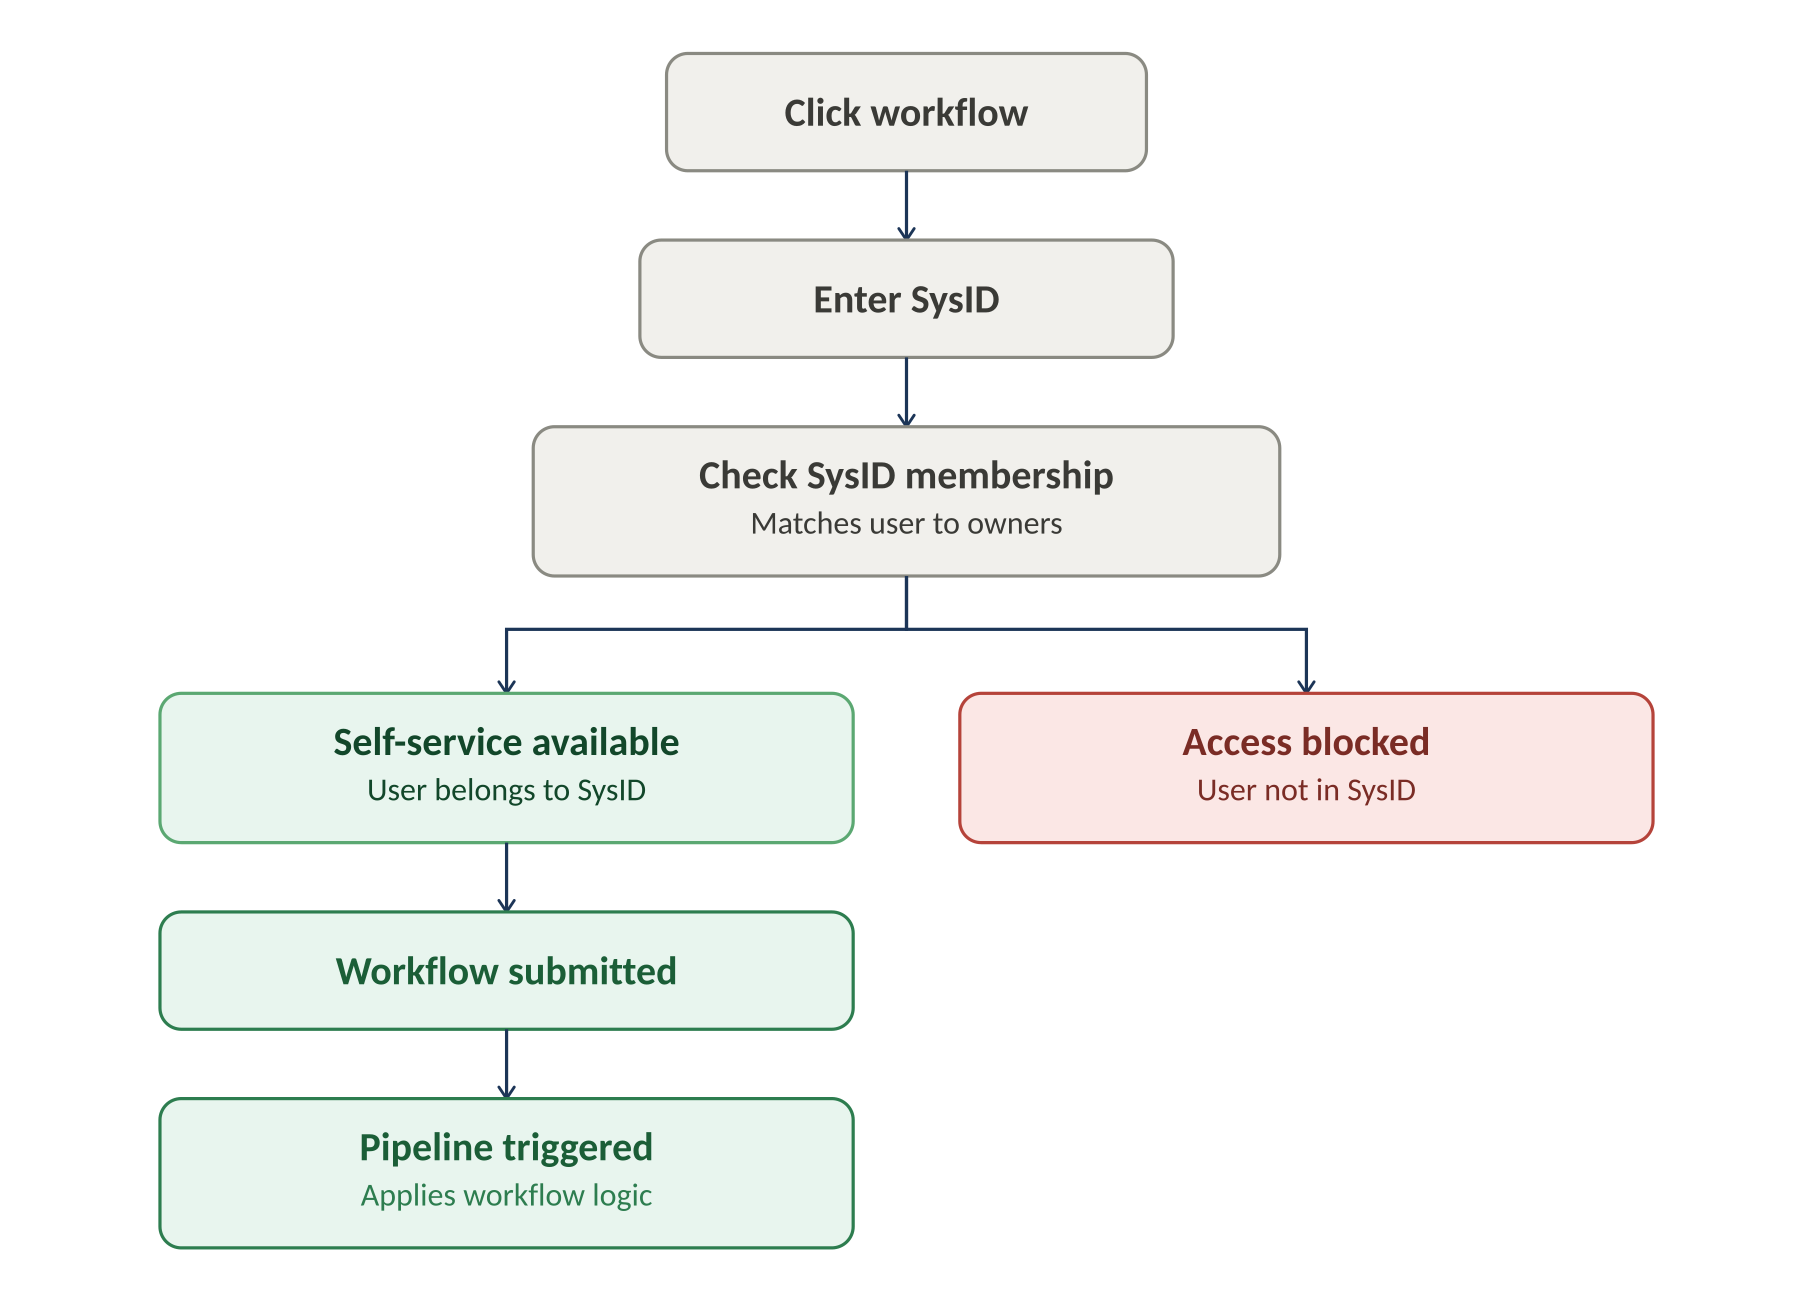 Click workflow
Enter SysID
Check SysID membership
Matches user to owners
Self-service available
User belongs to SysID
Access blocked
User not in SysID
Workflow submitted
Pipeline triggered
Applies workflow logic